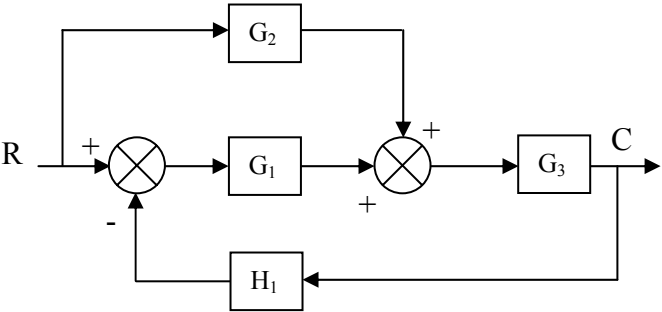 G₂
+
C
R + G₁ + G₃
-
H₁